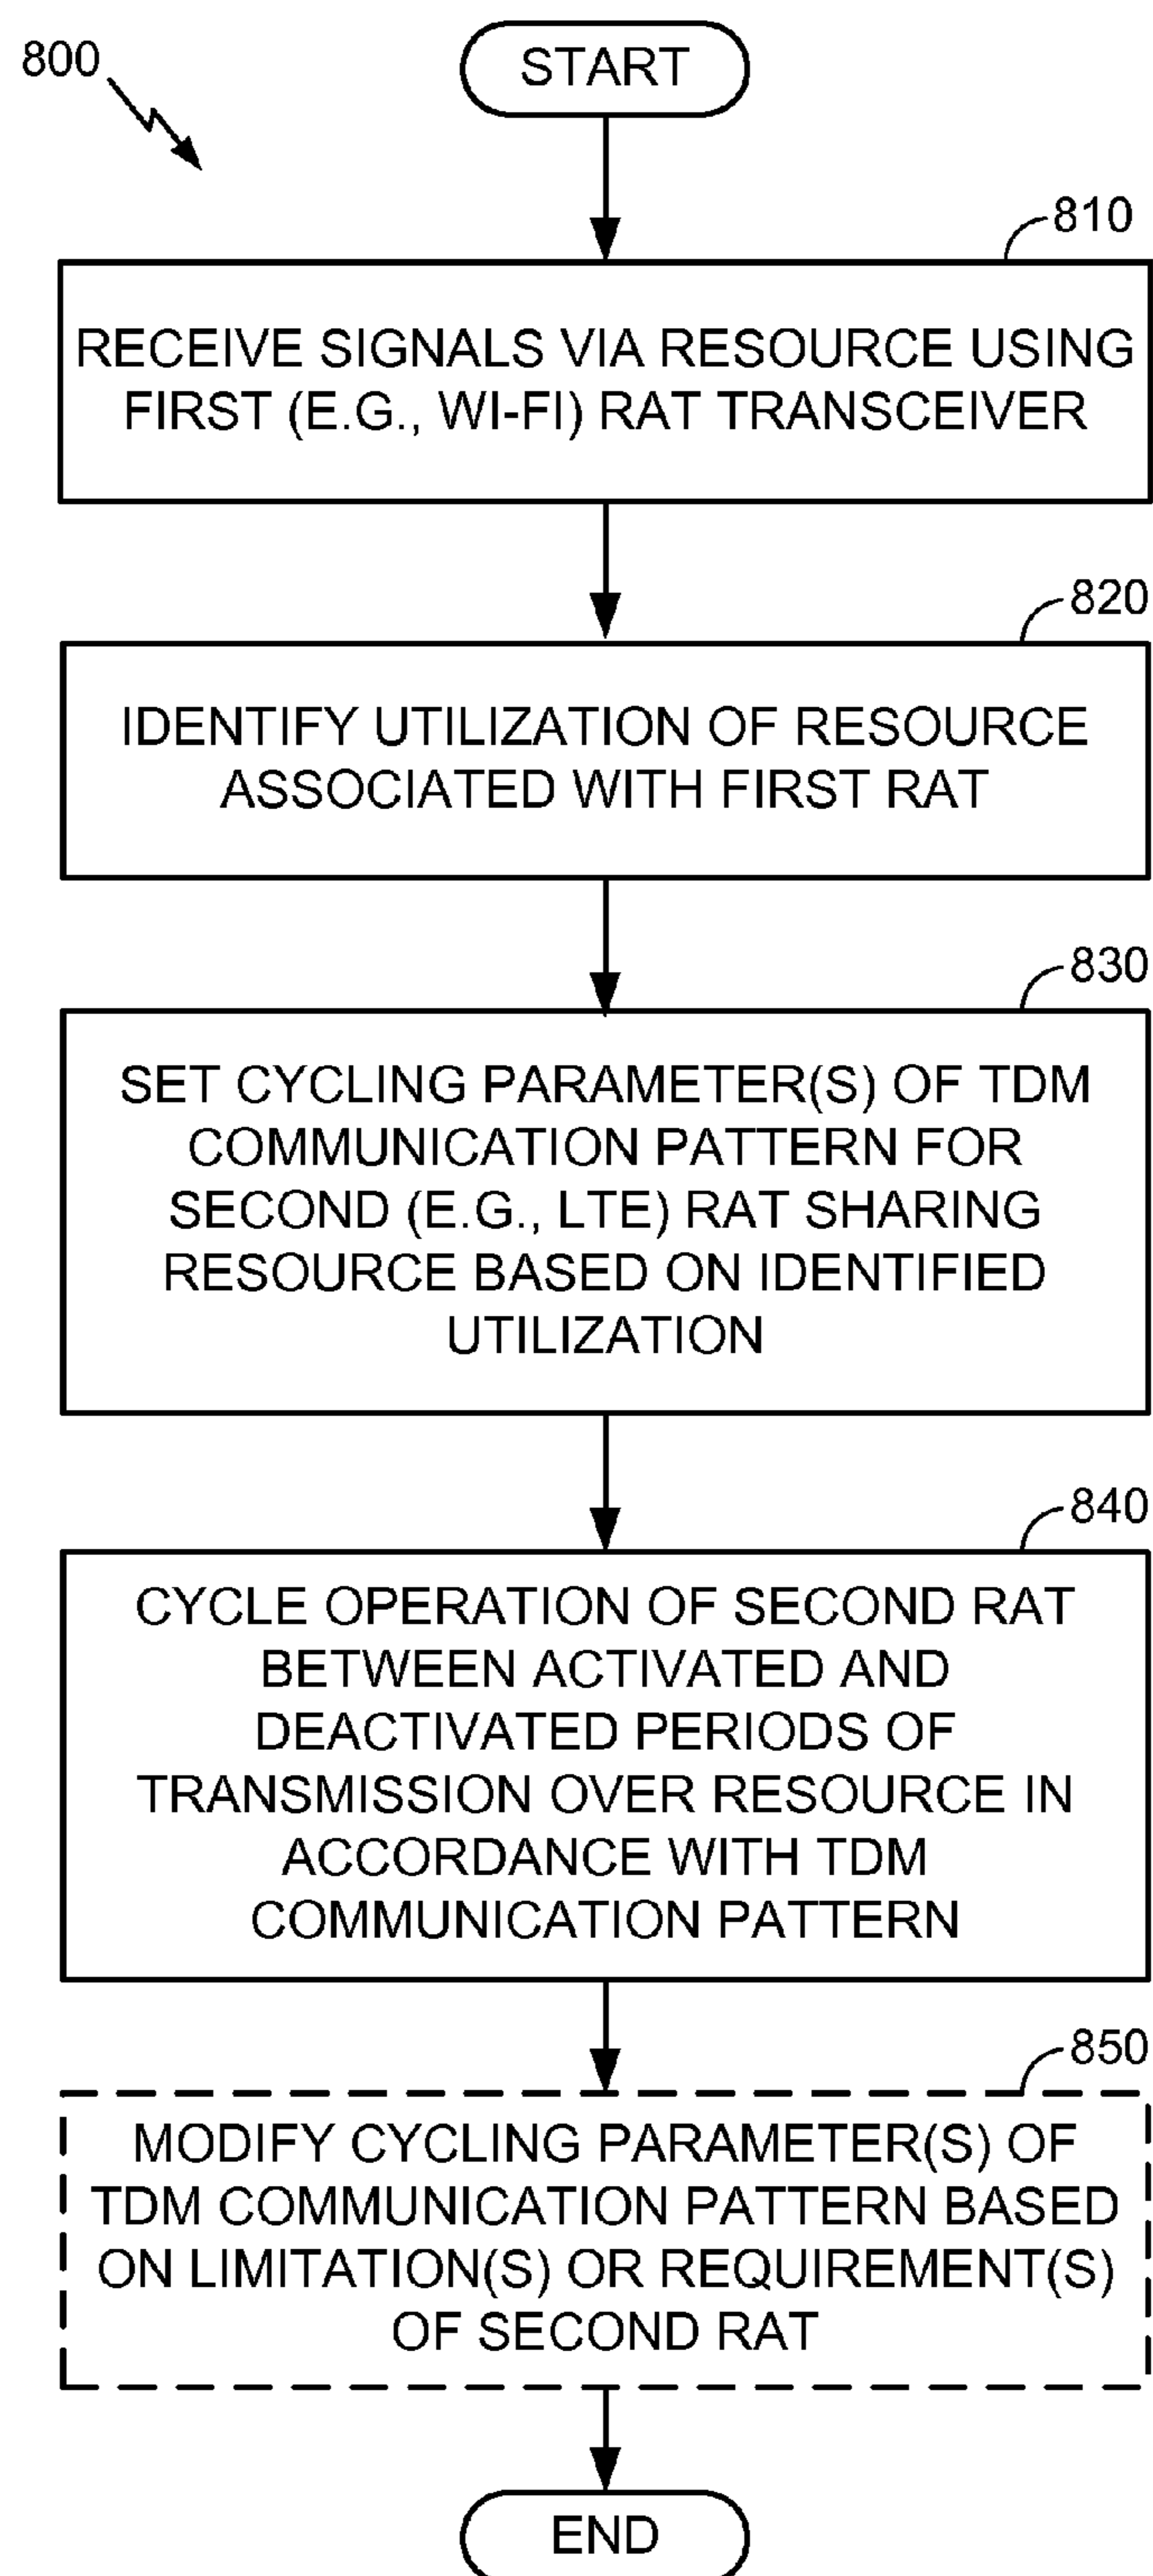 800
START
810
RECEIVE SIGNALS VIA RESOURCE USING
FIRST (E.G., WI-FI) RAT TRANSCEIVER
820
IDENTIFY UTILIZATION OF RESOURCE
ASSOCIATED WITH FIRST RAT
830
SET CYCLING PARAMETER(S) OF TDM
COMMUNICATION PATTERN FOR
SECOND (E.G., LTE) RAT SHARING
RESOURCE BASED ON IDENTIFIED
UTILIZATION
840
CYCLE OPERATION OF SECOND RAT
BETWEEN ACTIVATED AND
DEACTIVATED PERIODS OF
TRANSMISSION OVER RESOURCE IN
ACCORDANCE WITH TDM
COMMUNICATION PATTERN
850
MODIFY CYCLING PARAMETER(S) OF
TDM COMMUNICATION PATTERN BASED
ON LIMITATION(S) OR REQUIREMENT(S)
OF SECOND RAT
END